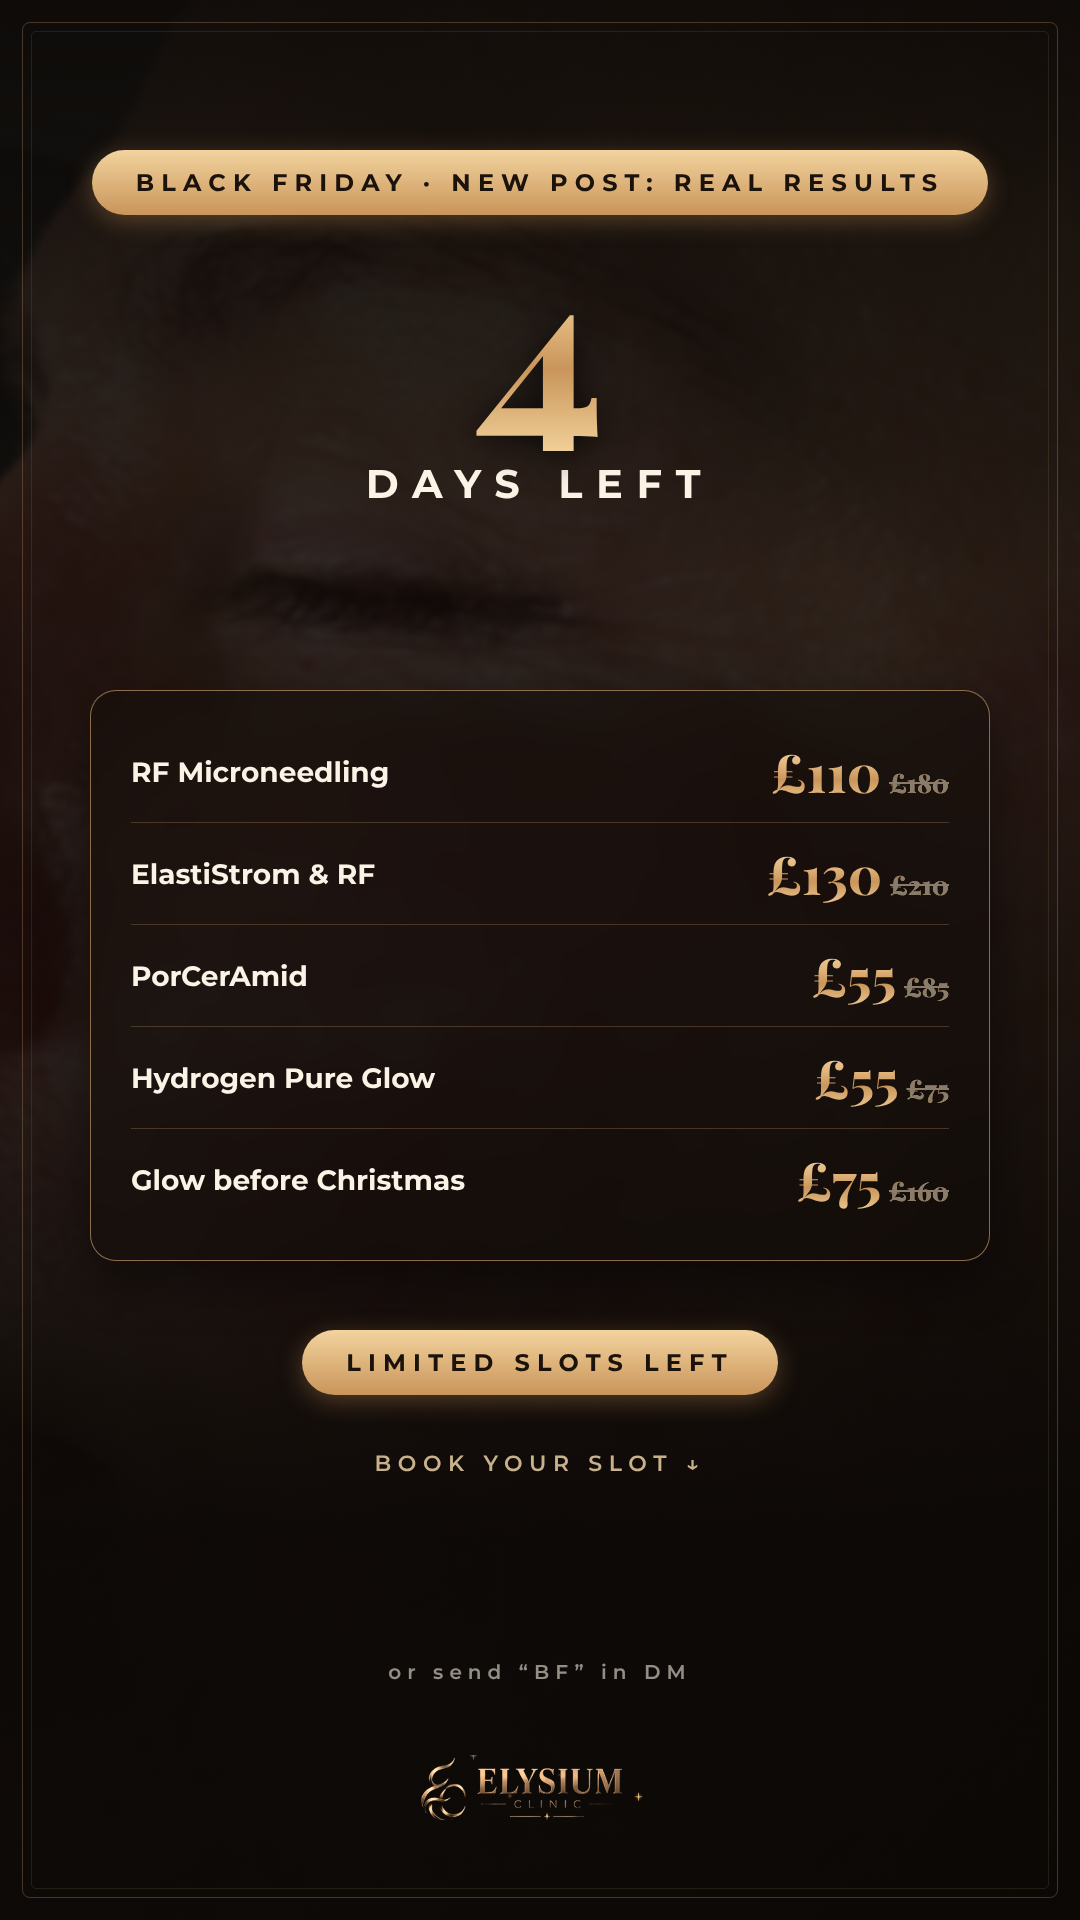 BLACK FRIDAY · NEW POST: REAL RESULTS
4
DAYS LEFT
RF Microneedling £110 £180
ElastiStrom & RF £130 £210
PorCerAmid £55 £85
Hydrogen Pure Glow £55 £75
Glow before Christmas £75 £160
LIMITED SLOTS LEFT
BOOK YOUR SLOT ↓
or send “BF” in DM
ELYSIUM
CLINIC